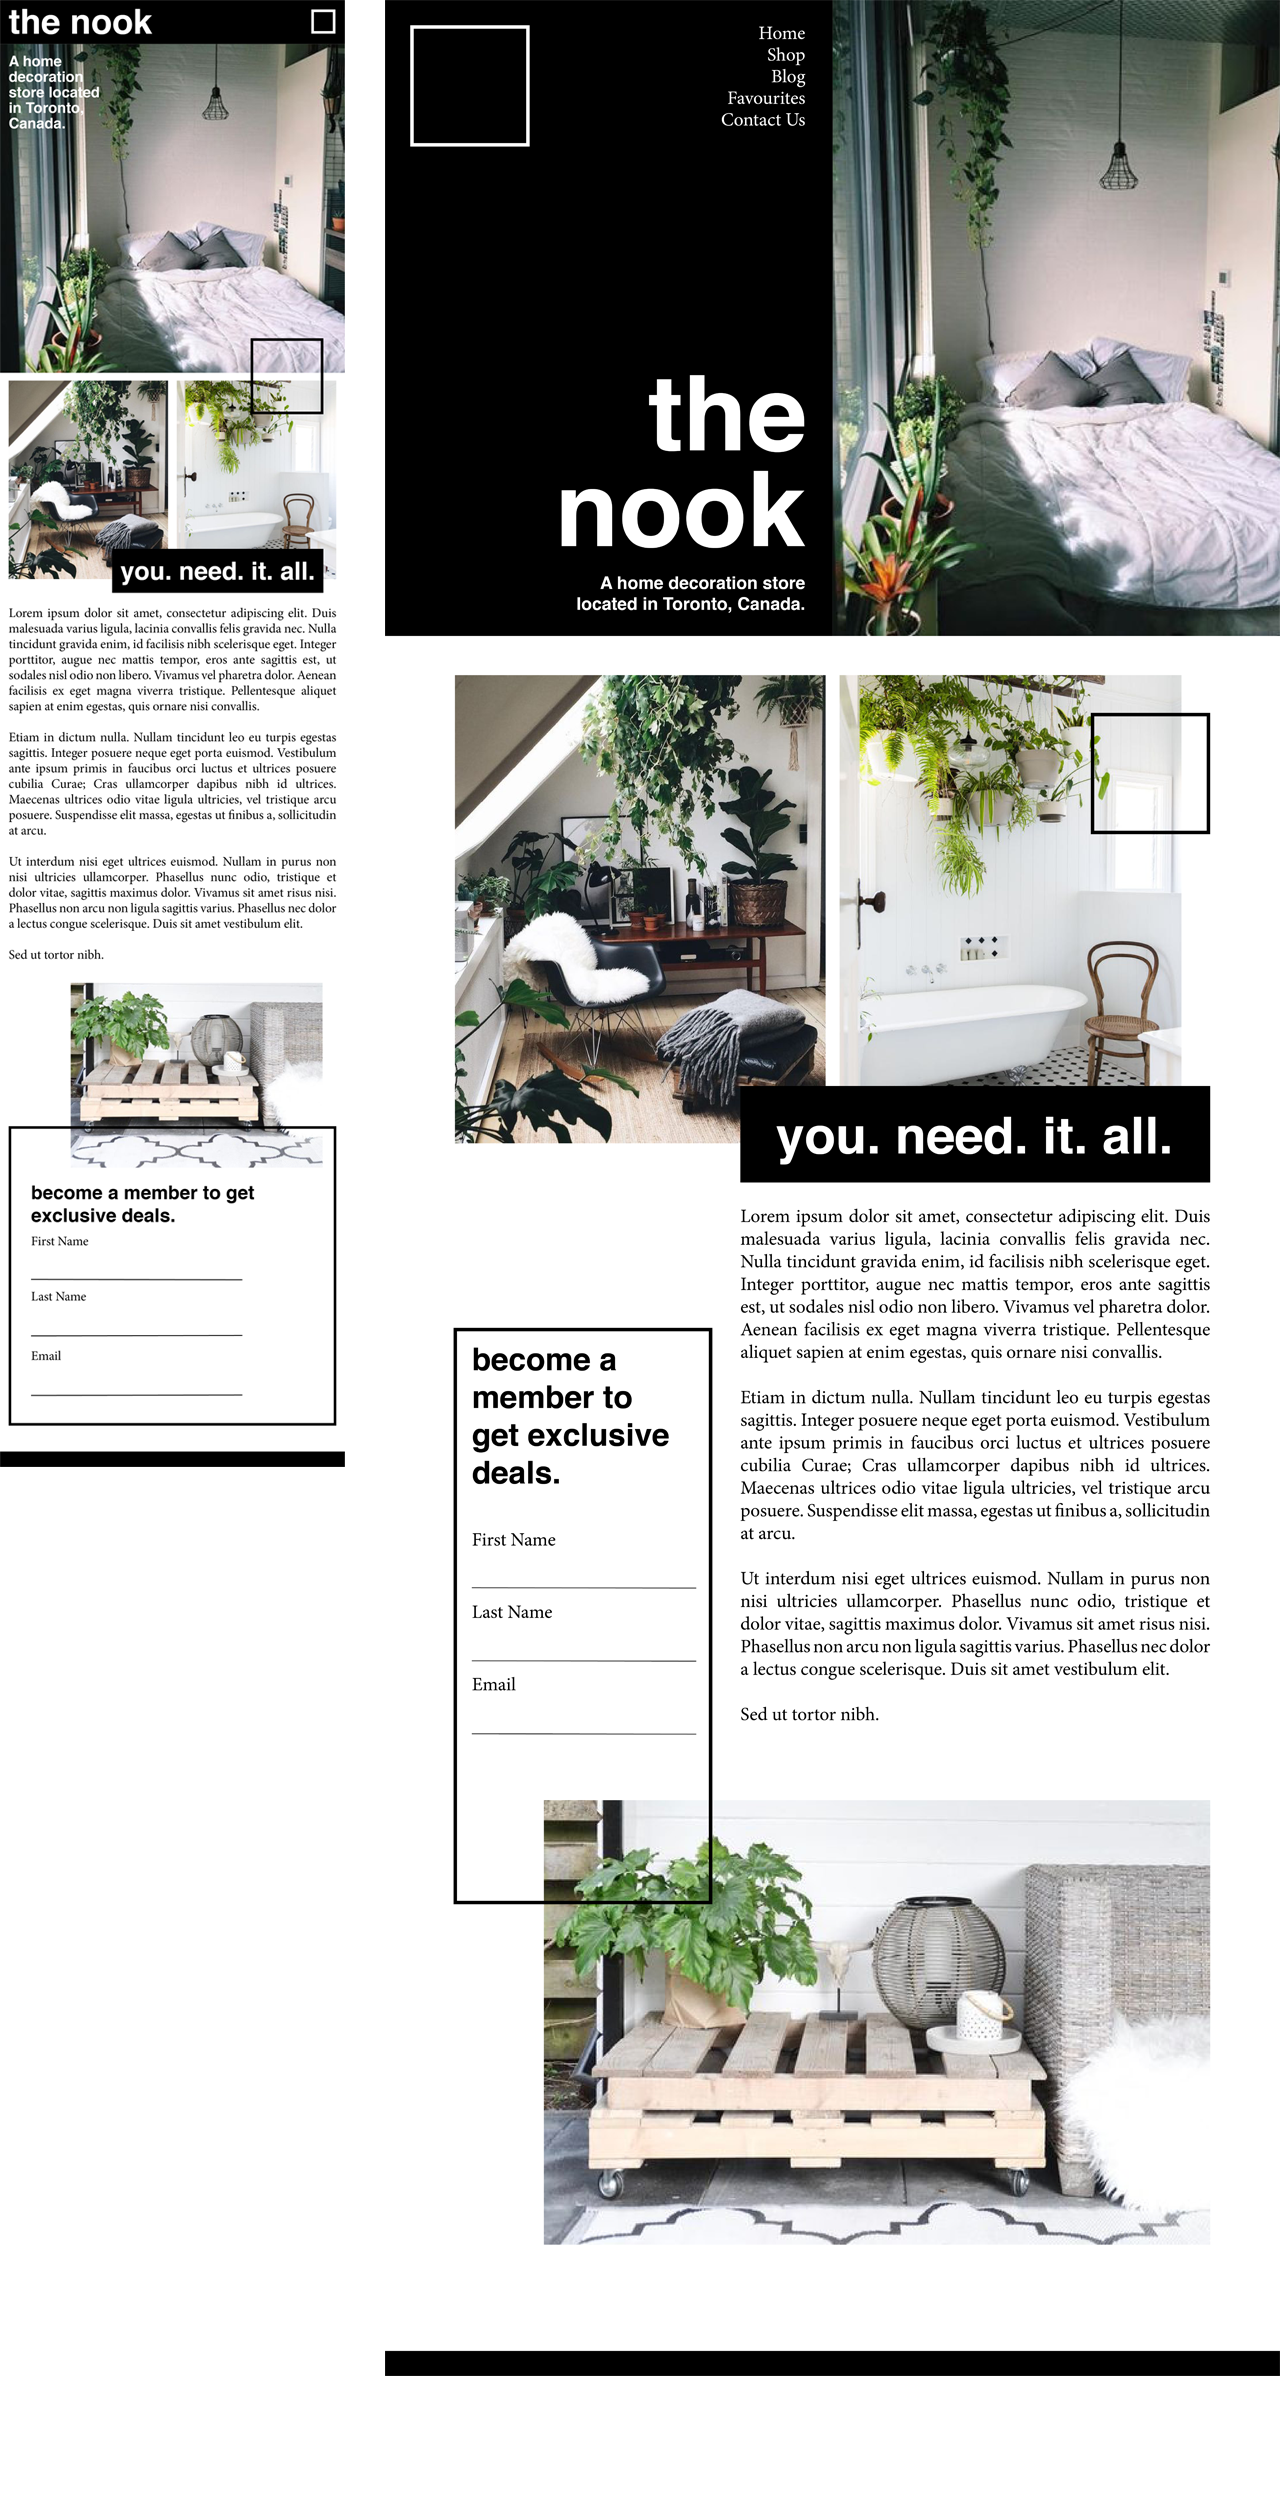 the nook
A home
decoration
store located
in Toronto,
Canada.
you. need. it. all.
Lorem ipsum dolor sit amet, consectetur adipiscing elit. Duis
malesuada varius ligula, lacinia convallis felis gravida nec. Nulla
tincidunt gravida enim, id facilisis nibh scelerisque eget. Integer
porttitor, augue nec mattis tempor, eros ante sagittis est, ut
sodales nisl odio non libero. Vivamus vel pharetra dolor. Aenean
facilisis ex eget magna viverra tristique. Pellentesque aliquet
sapien at enim egestas, quis ornare nisi convallis.
Etiam in dictum nulla. Nullam tincidunt leo eu turpis egestas
sagittis. Integer posuere neque eget porta euismod. Vestibulum
ante ipsum primis in faucibus orci luctus et ultrices posuere
cubilia Curae; Cras ullamcorper dapibus nibh id ultrices.
Maecenas ultrices odio vitae ligula ultricies, vel tristique arcu
posuere. Suspendisse elit massa, egestas ut finibus a, sollicitudin
at arcu.
Ut interdum nisi eget ultrices euismod. Nullam in purus non
nisi ultricies ullamcorper. Phasellus nunc odio, tristique et
dolor vitae, sagittis maximus dolor. Vivamus sit amet risus nisi.
Phasellus non arcu non ligula sagittis varius. Phasellus nec dolor
a lectus congue scelerisque. Duis sit amet vestibulum elit.
Sed ut tortor nibh.
become a member to get
exclusive deals.
First Name
Last Name
Email
Home
Shop
Blog
Favourites
Contact Us
the
nook
A home decoration store
located in Toronto, Canada.
you. need. it. all.
Lorem ipsum dolor sit amet, consectetur adipiscing elit. Duis
malesuada varius ligula, lacinia convallis felis gravida nec.
Nulla tincidunt gravida enim, id facilisis nibh scelerisque eget.
Integer porttitor, augue nec mattis tempor, eros ante sagittis
est, ut sodales nisl odio non libero. Vivamus vel pharetra dolor.
Aenean facilisis ex eget magna viverra tristique. Pellentesque
aliquet sapien at enim egestas, quis ornare nisi convallis.
Etiam in dictum nulla. Nullam tincidunt leo eu turpis egestas
sagittis. Integer posuere neque eget porta euismod. Vestibulum
ante ipsum primis in faucibus orci luctus et ultrices posuere
cubilia Curae; Cras ullamcorper dapibus nibh id ultrices.
Maecenas ultrices odio vitae ligula ultricies, vel tristique arcu
posuere. Suspendisse elit massa, egestas ut finibus a, sollicitudin
at arcu.
Ut interdum nisi eget ultrices euismod. Nullam in purus non
nisi ultricies ullamcorper. Phasellus nunc odio, tristique et
dolor vitae, sagittis maximus dolor. Vivamus sit amet risus nisi.
Phasellus non arcu non ligula sagittis varius. Phasellus nec dolor
a lectus congue scelerisque. Duis sit amet vestibulum elit.
Sed ut tortor nibh.
become a
member to
get exclusive
deals.
First Name
Last Name
Email